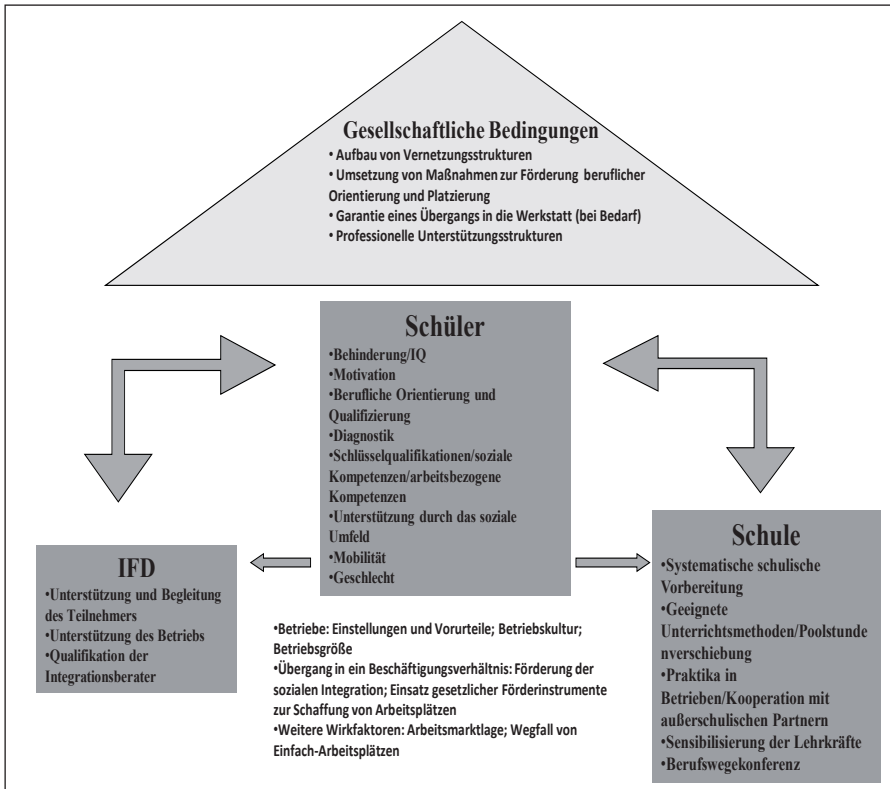 Gesellschaftliche Bedingungen
• Aufbau von Vernetzungsstrukturen
• Umsetzung von Maßnahmen zur Förderung beruflicher
Orientierung und Platzierung
• Garantie eines Übergangs in die Werkstatt (bei Bedarf)
• Professionelle Unterstützungsstrukturen
Schüler
•Behinderung/IQ
•Motivation
•Berufliche Orientierung und
Qualifizierung
•Diagnostik
•Schlüsselqualifikationen/soziale
Kompetenzen/arbeitsbezogene
Kompetenzen
•Unterstützung durch das soziale
Umfeld
•Mobilität
•Geschlecht
IFD
•Unterstützung und Begleitung
des Teilnehmers
•Unterstützung des Betriebs
•Qualifikation der
Integrationsberater
•Betriebe: Einstellungen und Vorurteile; Betriebskultur;
Betriebsgröße
•Übergang in ein Beschäftigungsverhältnis: Förderung der
sozialen Integration; Einsatz gesetzlicher Förderinstrumente
zur Schaffung von Arbeitsplätzen
•Weitere Wirkfaktoren: Arbeitsmarktlage; Wegfall von
Einfach-Arbeitsplätzen
Schule
•Systematische schulische
Vorbereitung
•Geeignete
Unterrichtsmethoden/Poolstunde
nverschiebung
•Praktika in
Betrieben/Kooperation mit
außerschulischen Partnern
•Sensibilisierung der Lehrkräfte
•Berufswegekonferenz